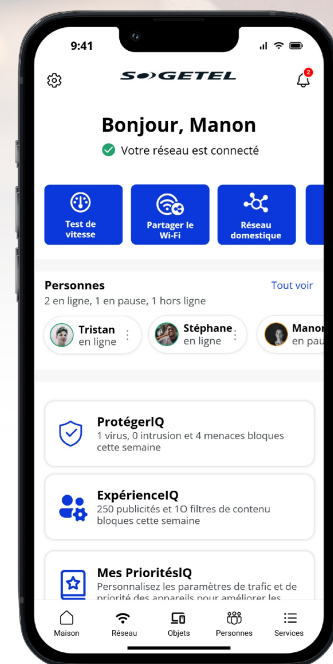 9:41
SOGETEL
2
Bonjour, Manon
Votre réseau est connecté
Test de
vitesse
Partager le
Wi-Fi
Réseau
domestique
Personnes
Tout voir
2 en ligne, 1 en pause, 1 hors ligne
Tristan
en ligne
Stéphane
en ligne
Manon
en pau
ProtégerIQ
1 virus, 0 intrusion et 4 menaces bloques
cette semaine
ExpérienceIQ
250 publicités et 1O filtres de contenu
bloques cette semaine
Mes PrioritésIQ
Personnalisez les paramètres de trafic et de
priorité des appareils pour améliorer les
Maison
Réseau
Objets
Personnes
Services